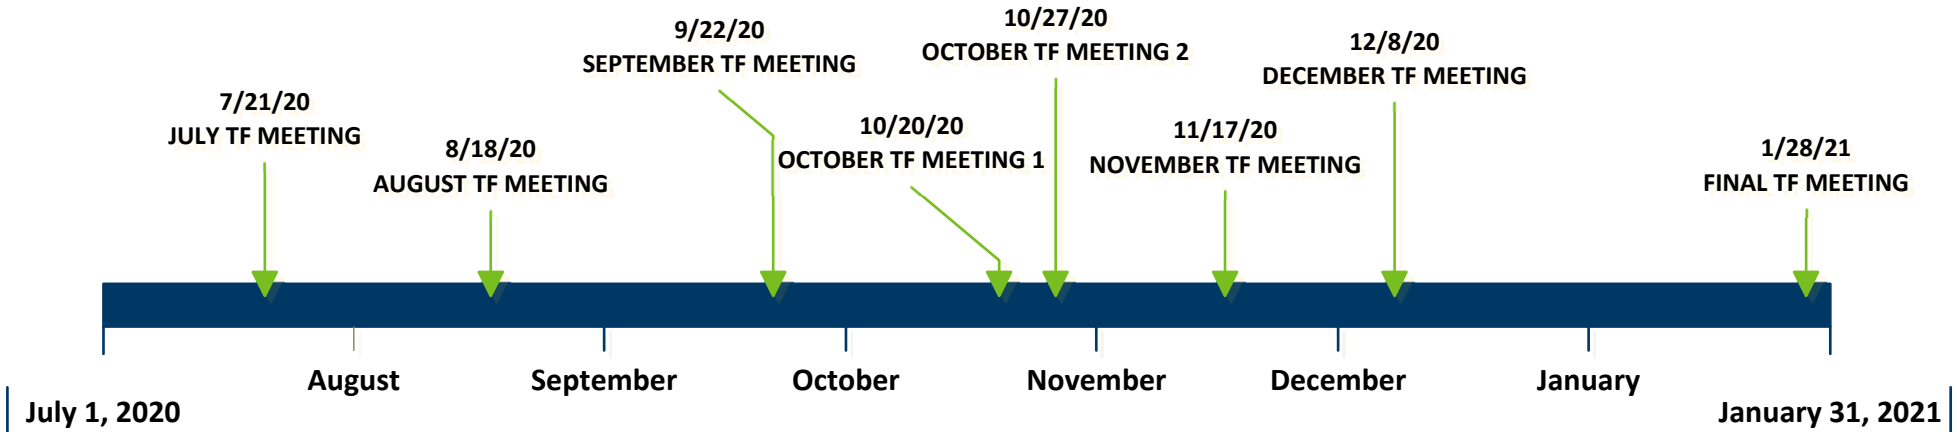 7/21/20
JULY TF MEETING
8/18/20
AUGUST TF MEETING
9/22/20
SEPTEMBER TF MEETING
10/20/20
OCTOBER TF MEETING 1
10/27/20
OCTOBER TF MEETING 2
11/17/20
NOVEMBER TF MEETING
12/8/20
DECEMBER TF MEETING
1/28/21
FINAL TF MEETING
August
September
October
November
December
January
July 1, 2020
January 31, 2021